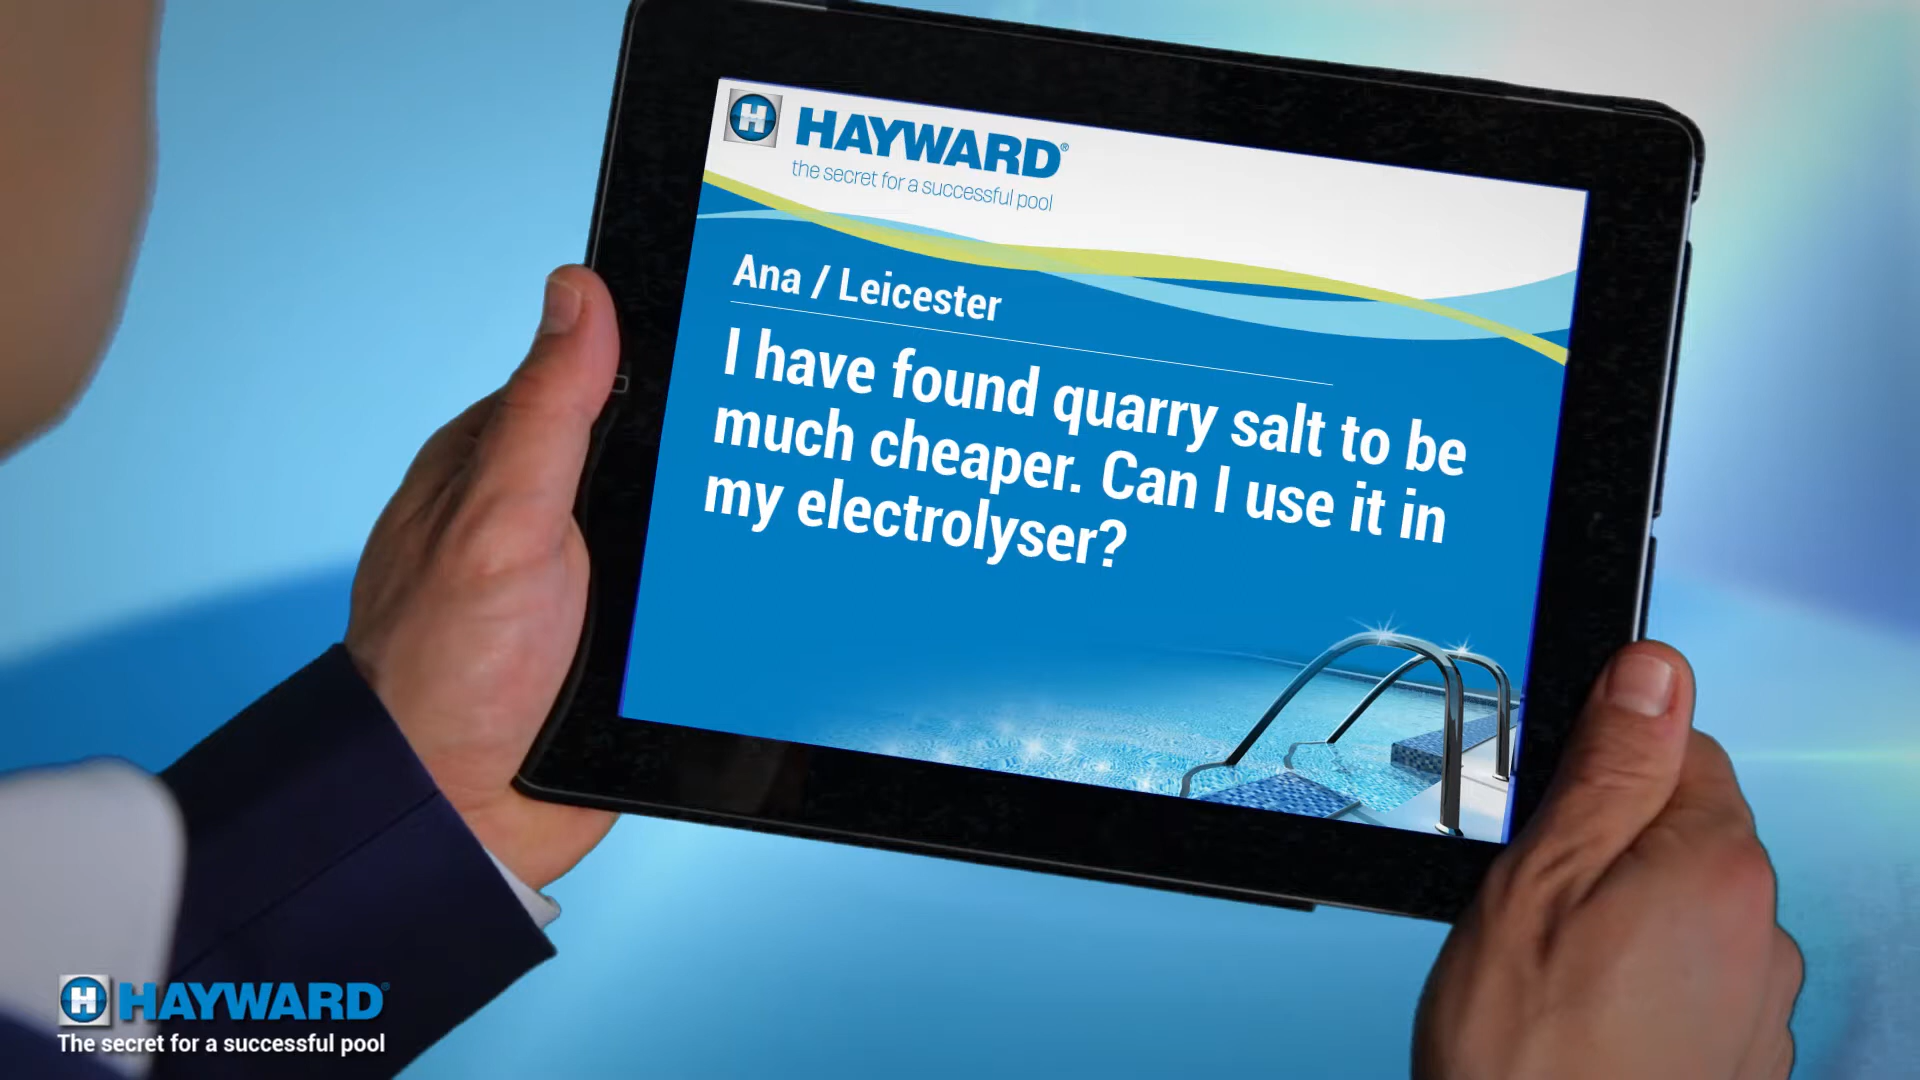 H HAYWARD®
the secret for a successful pool
Ana / Leicester
I have found quarry salt to be
much cheaper. Can I use it in
my electrolyser?
H HAYWARD®
The secret for a successful pool